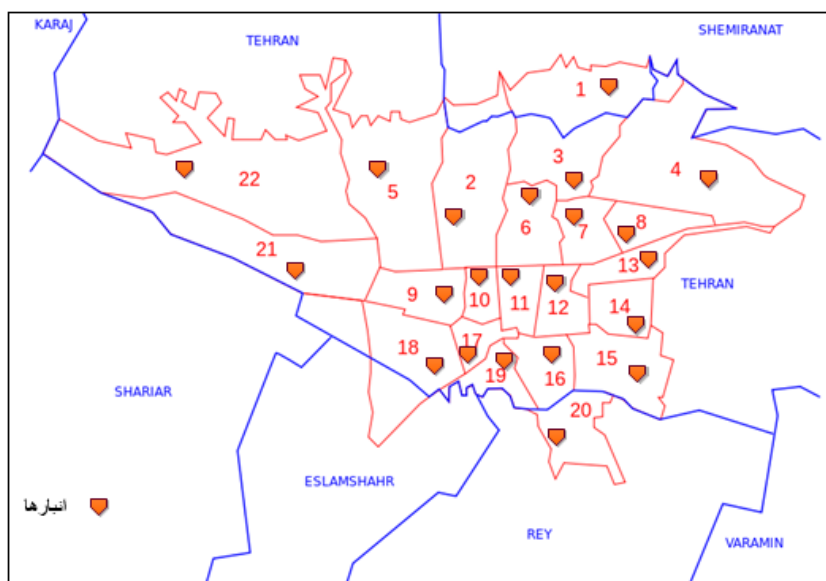 KARAJ
TEHRAN
SHEMIRANAT
1
3
4
22
5
2
6
7
8
21
13
TEHRAN
9
10
11
12
14
17
18
19
16
15
20
SHARIAR
ESLAMSHAHR
انبارها
REY
VARAMIN